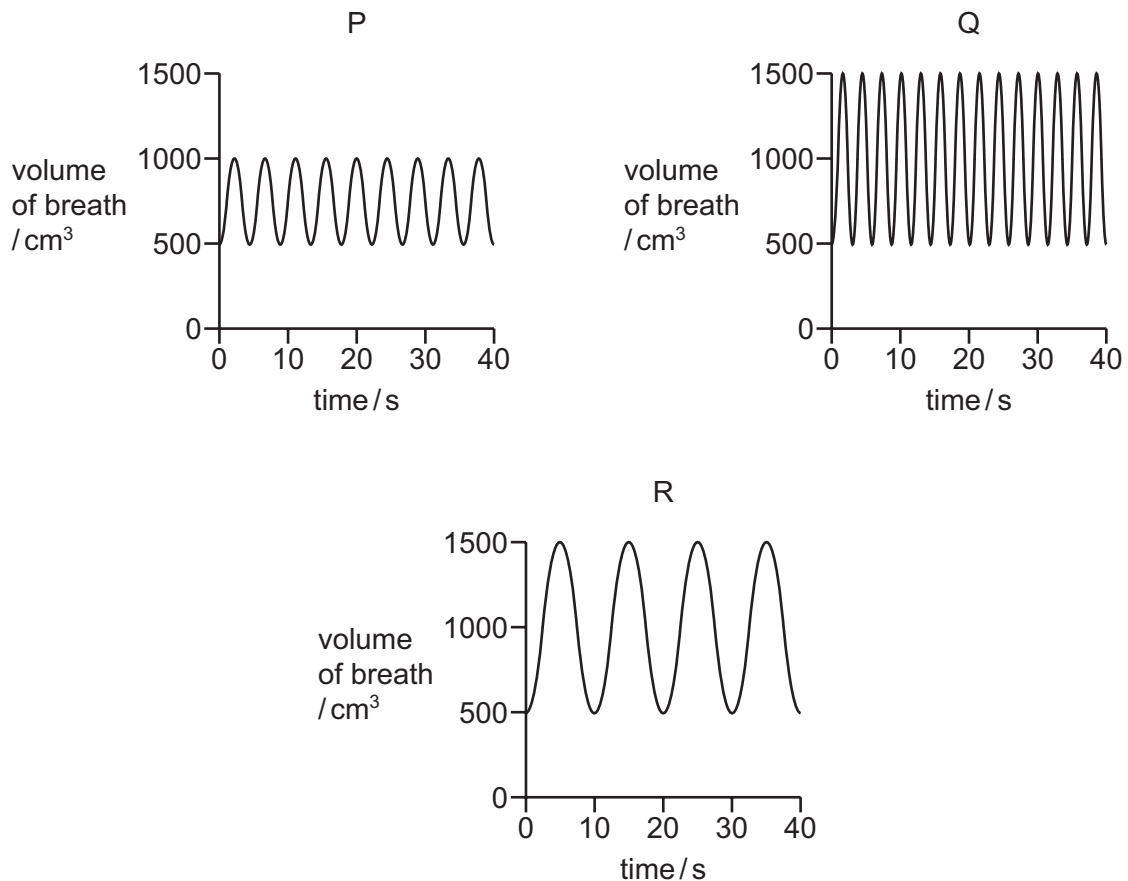 P
1500
1000
500
0
volume
of breath
/ cm³
0 10 20 30 40
time / s
Q
1500
1000
500
0
volume
of breath
/ cm³
0 10 20 30 40
time / s
R
1500
1000
500
0
volume
of breath
/ cm³
0 10 20 30 40
time / s